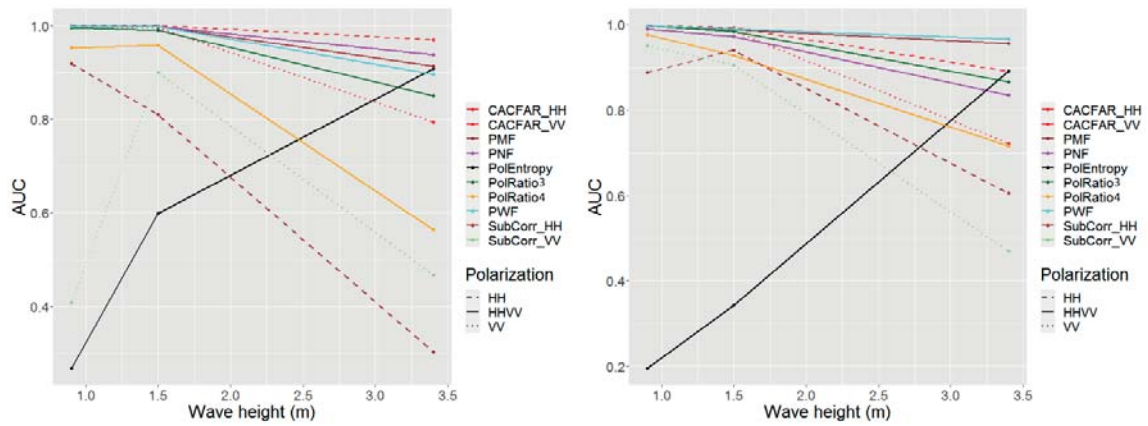 1.0
0.8
0.6
0.4
AUC
1.0 1.5 2.0 2.5 3.0 3.5
Wave height (m)
CACFAR_HH
CACFAR_VV
PMF
PNF
PolEntropy
PolRatio3
PolRatio4
PWF
SubCorr_HH
SubCorr_VV
Polarization
HH
HHVV
VV
1.0
0.8
0.6
0.4
0.2
AUC
1.0 1.5 2.0 2.5 3.0 3.5
Wave height (m)
CACFAR_HH
CACFAR_VV
PMF
PNF
PolEntropy
PolRatio3
PolRatio4
PWF
SubCorr_HH
SubCorr_VV
Polarization
HH
HHVV
VV